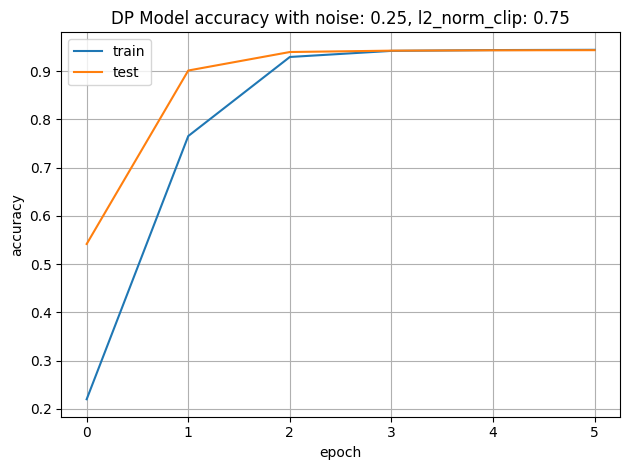 DP Model accuracy with noise: 0.25, l2_norm_clip: 0.75
train
test
0.9
0.8
0.7
0.6
0.5
0.4
0.3
0.2
accuracy
0 1 2 3 4 5
epoch